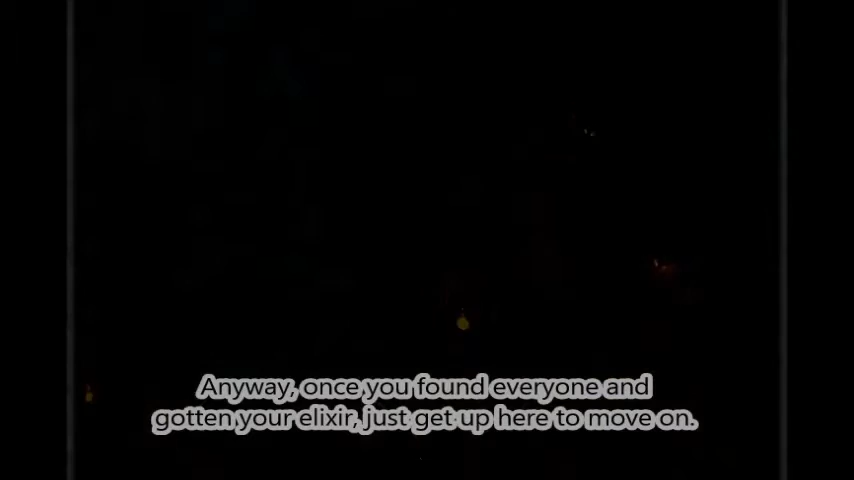 Anyway, once you found everyone and
gotten your elixir, just get up here to move on.